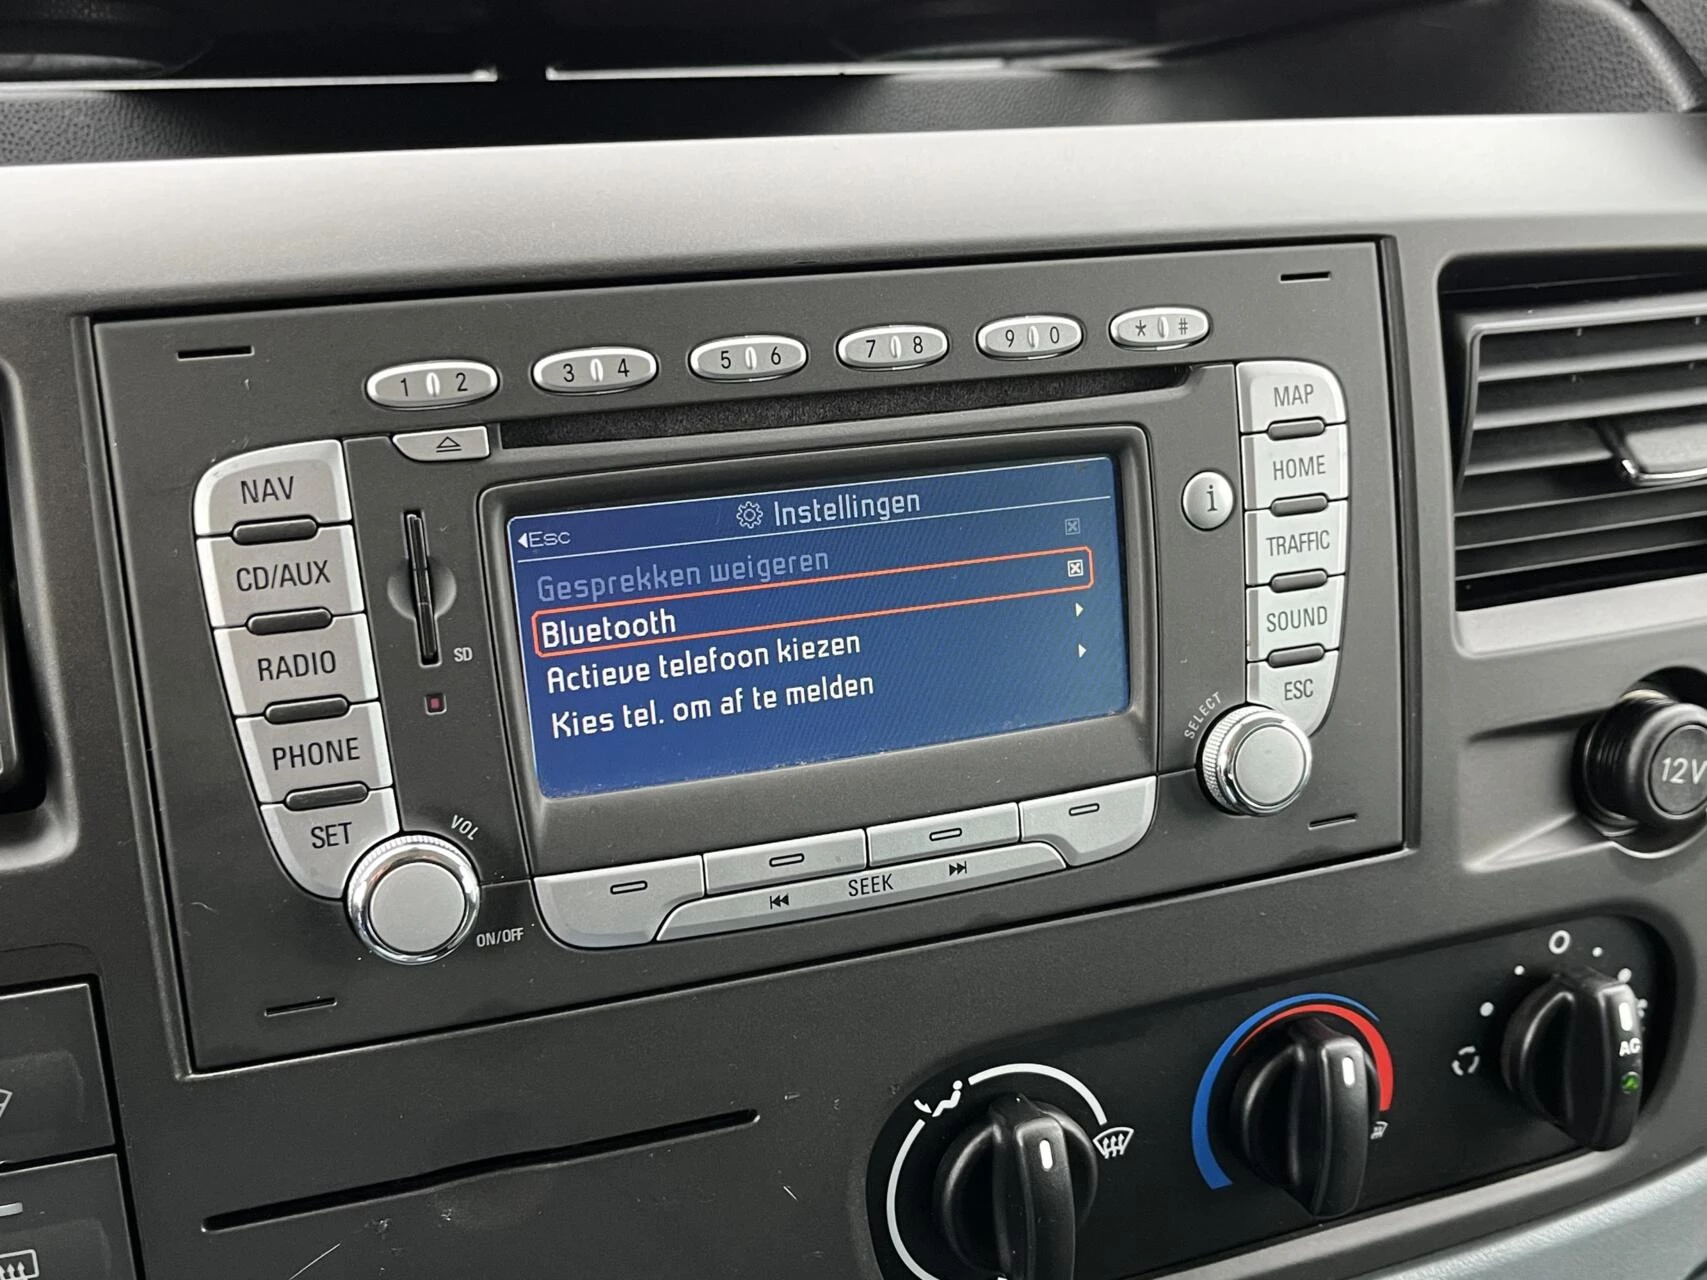 1 2
3 4
5 6
7 8
9 0
* #
MAP
HOME
TRAFFIC
SOUND
ESC
SELECT
i
NAV
CD/AUX
RADIO
PHONE
SET
VOL
ON/OFF
SD
Esc
Instellingen
Gesprekken weigeren
Bluetooth
Actieve telefoon kiezen
Kies tel. om af te melden
SEEK
12V
AC